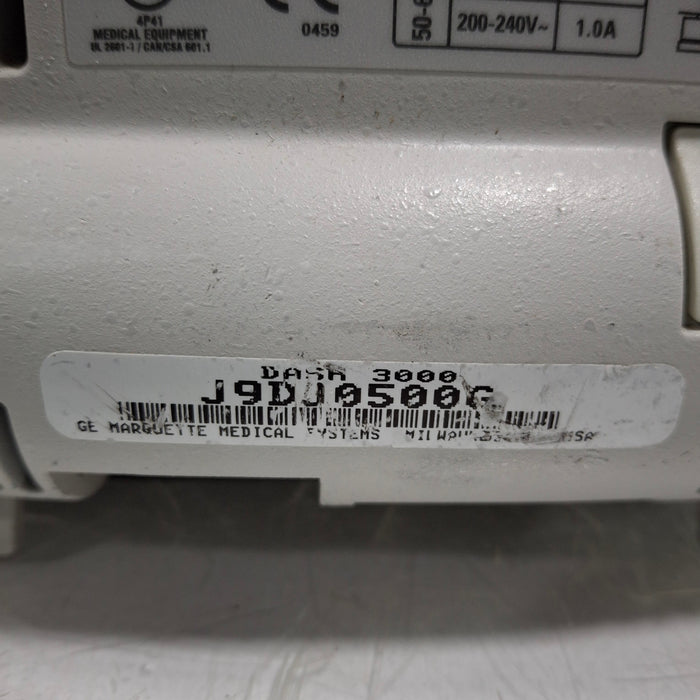 4P41
MEDICAL EQUIPMENT
UL 2601-1 / CAN/CSA 601.1
0459
200-240V~ 1.0A
DASH 3000
J9DJ0500G
GE MARQUETTE MEDICAL SYSTEMS MILWAUKEE